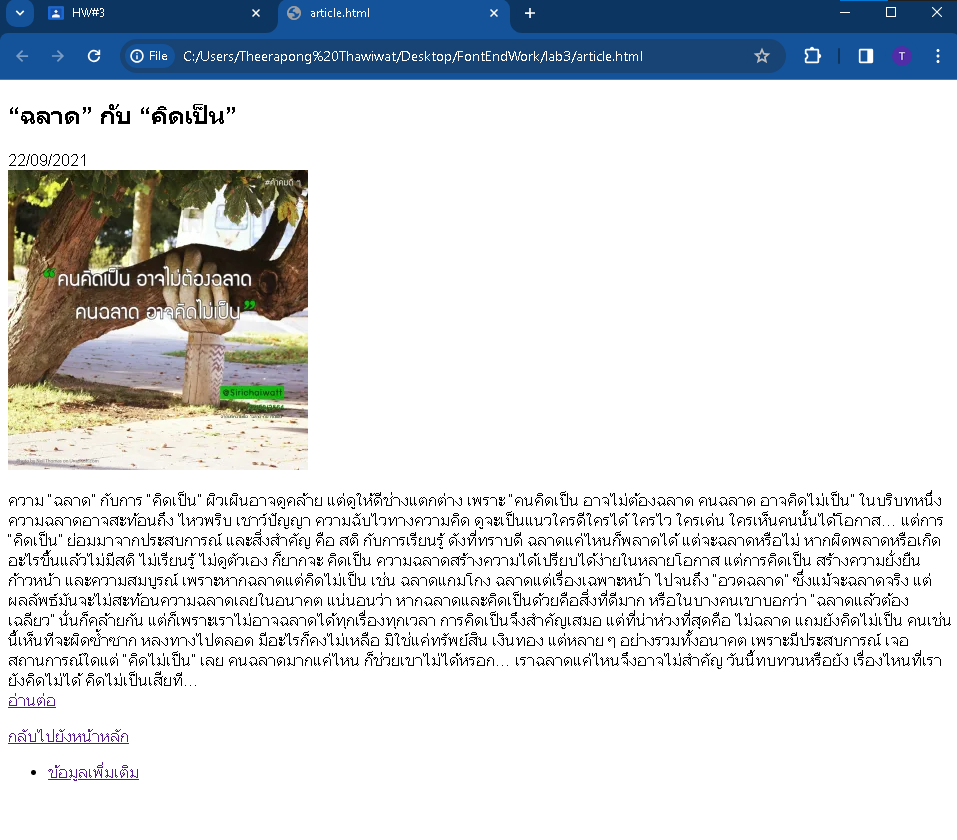 HW#3
article.html
File
C:/Users/Theerapong%20Thawiwat/Desktop/FontEndWork/lab3/article.html
T
“ฉลาด” กับ “คิดเป็น”
22/09/2021
#คำคมดี ๆ
“คนคิดเป็น อาจไม่ต้องฉลาด
คนฉลาด อาจคิดไม่เป็น”
@Sirichaiwatt
ความ "ฉลาด" กับการ "คิดเป็น" ผิวเผินอาจดูคล้าย แต่ดูให้ดีช่างแตกต่าง เพราะ "คนคิดเป็น อาจไม่ต้องฉลาด คนฉลาด อาจคิดไม่เป็น" ในบริบทหนึ่ง
ความฉลาดอาจสะท้อนถึง ไหวพริบ เชาว์ปัญญา ความฉับไวทางความคิด ดูจะเป็นแนวใครดีใครได้ ใครไว ใครเด่น ใครเห็นคนนั้นได้โอกาส... แต่การ
"คิดเป็น" ย่อมมาจากประสบการณ์ และสิ่งสำคัญ คือ สติ กับการเรียนรู้ ดังที่ทราบดี ฉลาดแค่ไหนก็พลาดได้ แต่จะฉลาดหรือไม่ หากผิดพลาดหรือเกิด
อะไรขึ้นแล้วไม่มีสติ ไม่เรียนรู้ ไม่ดูตัวเอง ก็ยากจะ คิดเป็น ความฉลาดสร้างความได้เปรียบได้ง่ายในหลายโอกาส แต่การคิดเป็น สร้างความยั่งยืน
ก้าวหน้า และความสมบูรณ์ เพราะหากฉลาดแต่คิดไม่เป็น เช่น ฉลาดแกมโกง ฉลาดแต่เรื่องเฉพาะหน้า ไปจนถึง "อวดฉลาด" ซึ่งแม้จะฉลาดจริง แต่
ผลลัพธ์มันจะไม่สะท้อนความฉลาดเลยในอนาคต แน่นอนว่า หากฉลาดและคิดเป็นด้วยคือสิ่งที่ดีมาก หรือในบางคนเขาบอกว่า "ฉลาดแล้วต้อง
เฉลียว" นั่นก็คล้ายกัน แต่ก็เพราะเราไม่อาจฉลาดได้ทุกเรื่องทุกเวลา การคิดเป็นจึงสำคัญเสมอ แต่ที่น่าห่วงที่สุดคือ ไม่ฉลาด แถมยังคิดไม่เป็น คนเช่น
นี้เห็นทีจะผิดซ้ำซาก หลงทางไปตลอด มีอะไรก็คงไม่เหลือ มิใช่แค่ทรัพย์สิน เงินทอง แต่หลาย ๆ อย่างรวมทั้งอนาคต เพราะมีประสบการณ์ เจอ
สถานการณ์ใดแต่ "คิดไม่เป็น" เลย คนฉลาดมากแค่ไหน ก็ช่วยเขาไม่ได้หรอก... เราฉลาดแค่ไหนจึงอาจไม่สำคัญ วันนี้ทบทวนหรือยัง เรื่องไหนที่เรา
ยังคิดไม่ได้ คิดไม่เป็นเสียที...
อ่านต่อ
กลับไปยังหน้าหลัก
ข้อมูลเพิ่มเติม